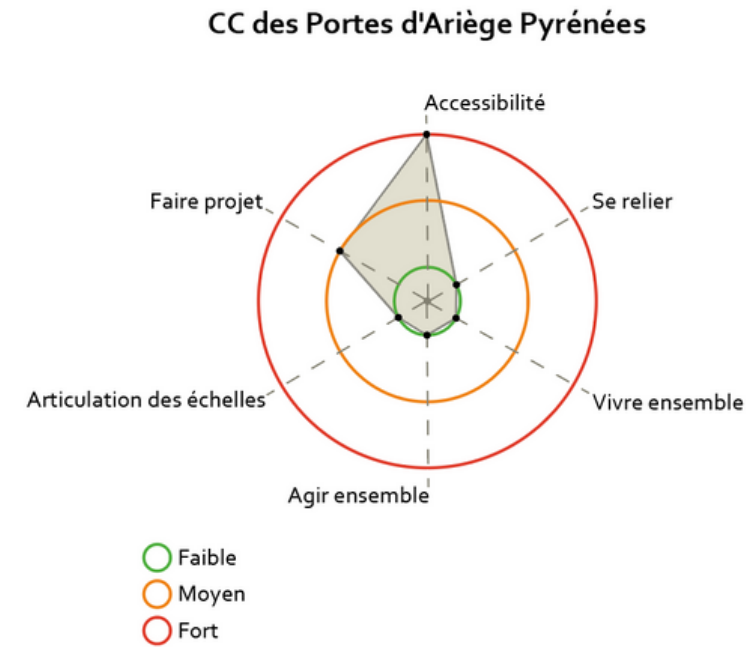 CC des Portes d'Ariège Pyrénées
Accessibilité
Faire projet
Se relier
Articulation des échelles
Vivre ensemble
Agir ensemble
Faible
Moyen
Fort